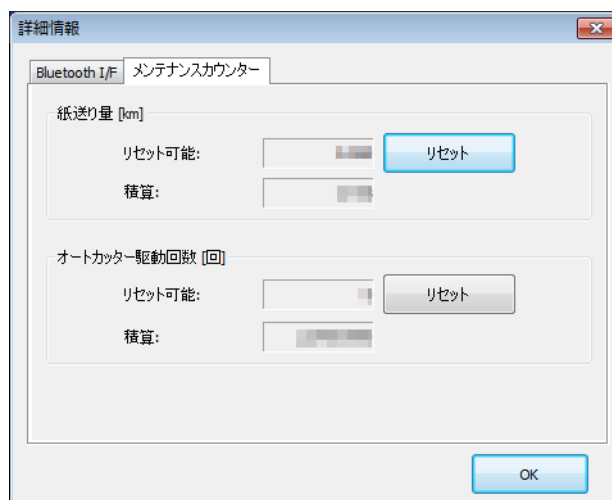 詳細情報
Bluetooth I/F メンテナンスカウンター
紙送り量 [km]
リセット可能: リセット
積算:
オートカッター駆動回数 [回]
リセット可能: リセット
積算:
OK